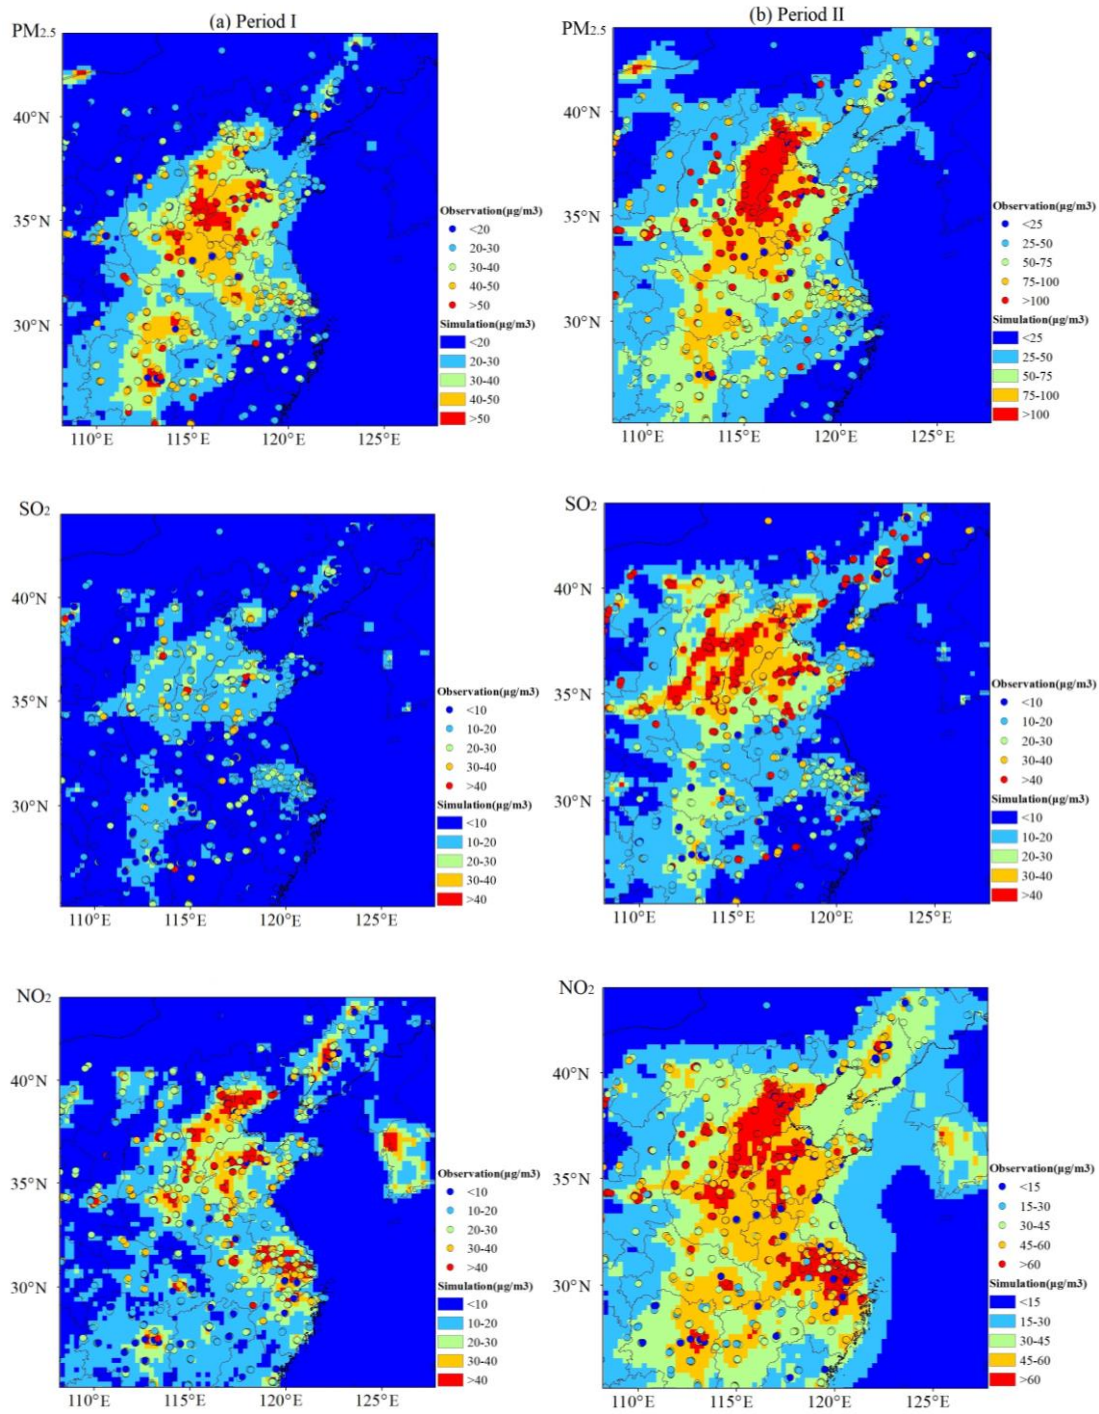 (a) Period I
(b) Period II
PM2.5
40°N
35°N
30°N
110°E 115°E 120°E 125°E
Observation(μg/m3)
<20
20-30
30-40
40-50
>50
Simulation(μg/m3)
<20
20-30
30-40
40-50
>50
PM2.5
40°N
35°N
30°N
110°E 115°E 120°E 125°E
Observation(μg/m3)
<25
25-50
50-75
75-100
>100
Simulation(μg/m3)
<25
25-50
50-75
75-100
>100
SO2
40°N
35°N
30°N
110°E 115°E 120°E 125°E
Observation(μg/m3)
<10
10-20
20-30
30-40
>40
Simulation(μg/m3)
<10
10-20
20-30
30-40
>40
SO2
40°N
35°N
30°N
110°E 115°E 120°E 125°E
Observation(μg/m3)
<10
10-20
20-30
30-40
>40
Simulation(μg/m3)
<10
10-20
20-30
30-40
>40
NO2
40°N
35°N
30°N
110°E 115°E 120°E 125°E
Observation(μg/m3)
<10
10-20
20-30
30-40
>40
Simulation(μg/m3)
<10
10-20
20-30
30-40
>40
NO2
40°N
35°N
30°N
110°E 115°E 120°E 125°E
Observation(μg/m3)
<15
15-30
30-45
45-60
>60
Simulation(μg/m3)
<15
15-30
30-45
45-60
>60